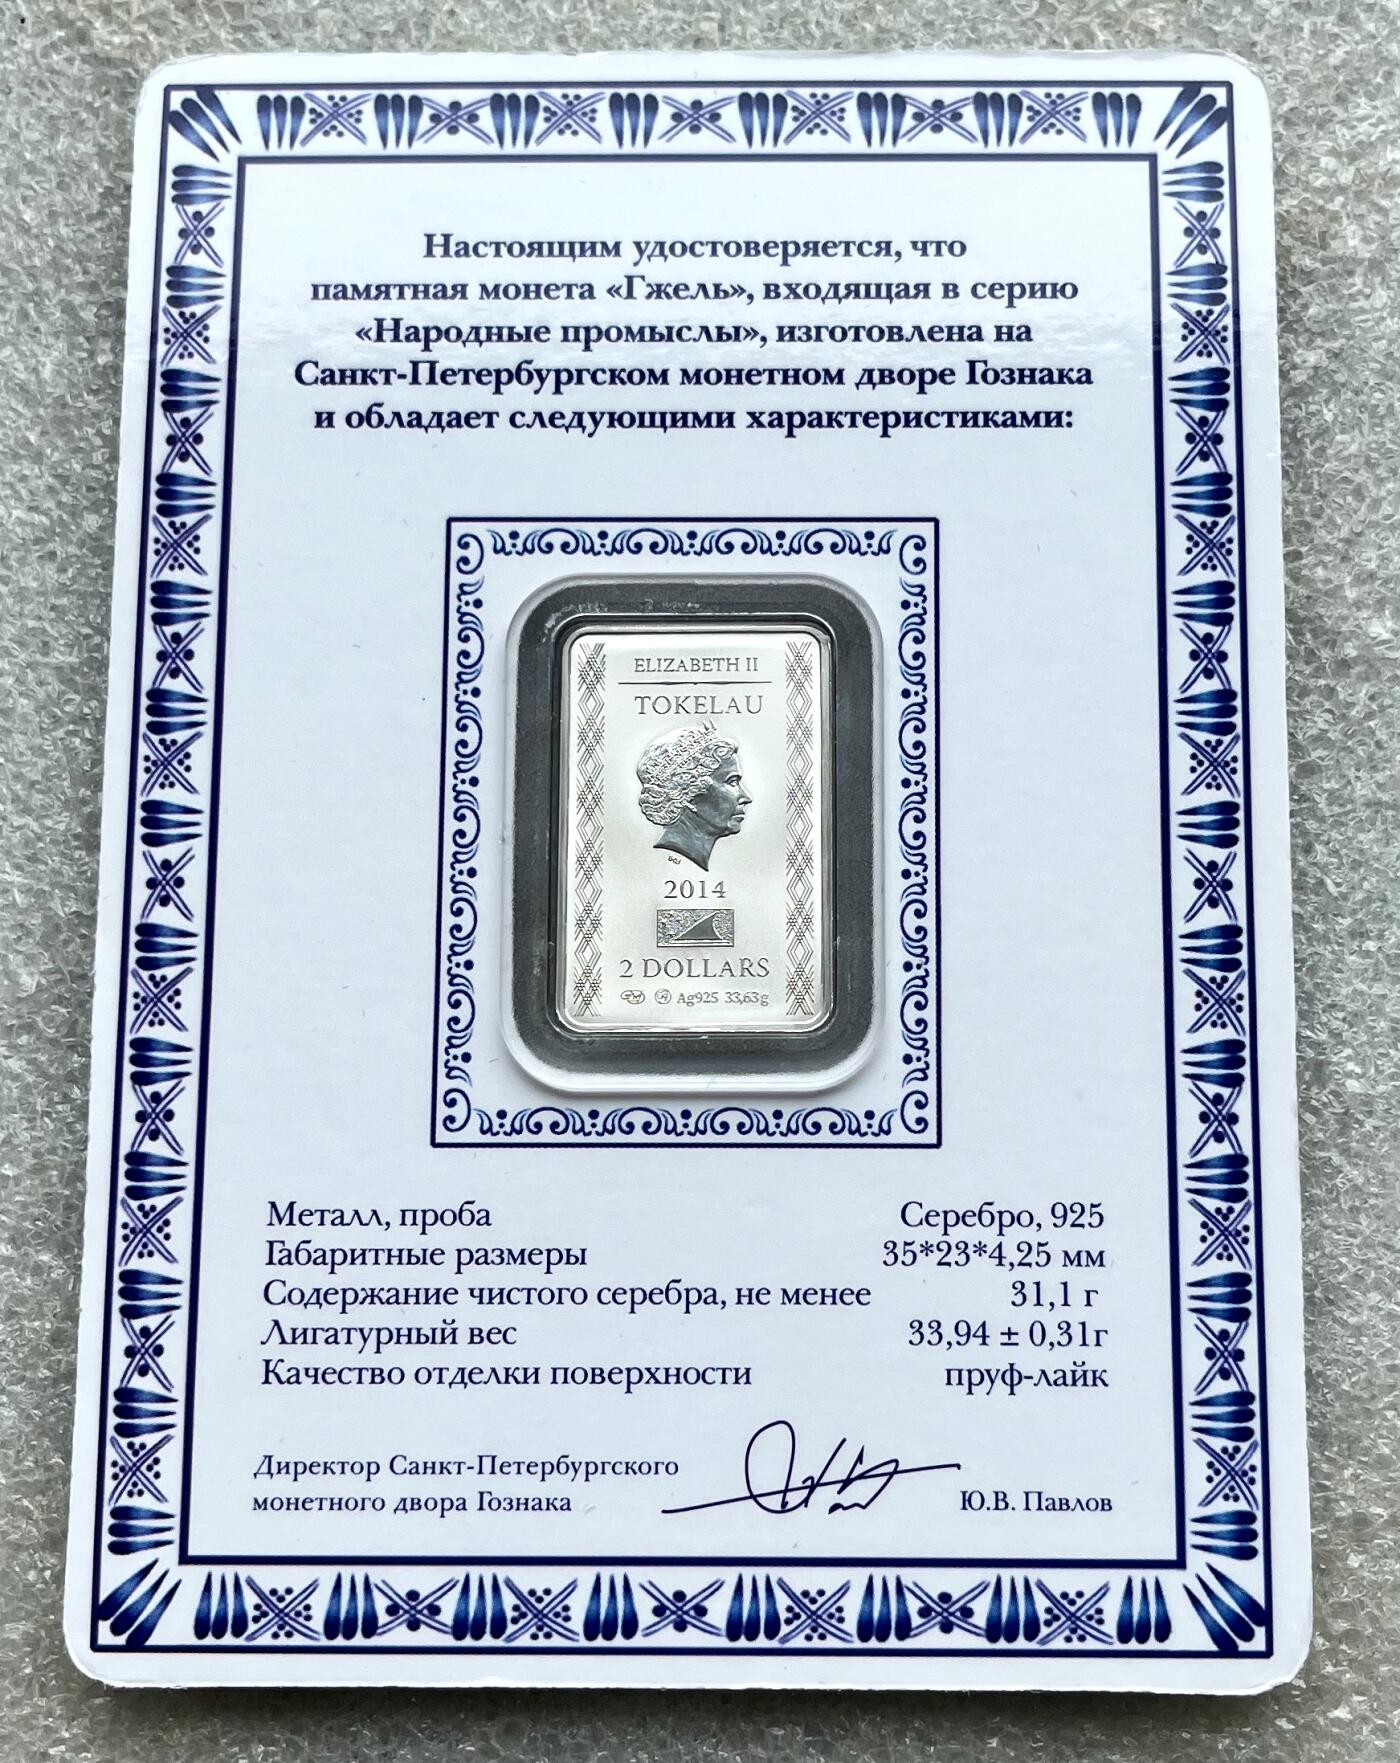 Настоящим удостоверяется, что
памятная монета «Гжель», входящая в серию
«Народные промыслы», изготовлена на
Санкт-Петербургском монетном дворе Гознака
и обладает следующими характеристиками:
ELIZABETH II
TOKELAU
2014
2 DOLLARS
Ag925 33,63g
Металл, проба Серебро, 925
Габаритные размеры 35*23*4,25 мм
Содержание чистого серебра, не менее 31,1 г
Лигатурный вес 33,94 ± 0,31г
Качество отделки поверхности пруф-лайк
Директор Санкт-Петербургского
монетного двора Гознака Ю.В. Павлов